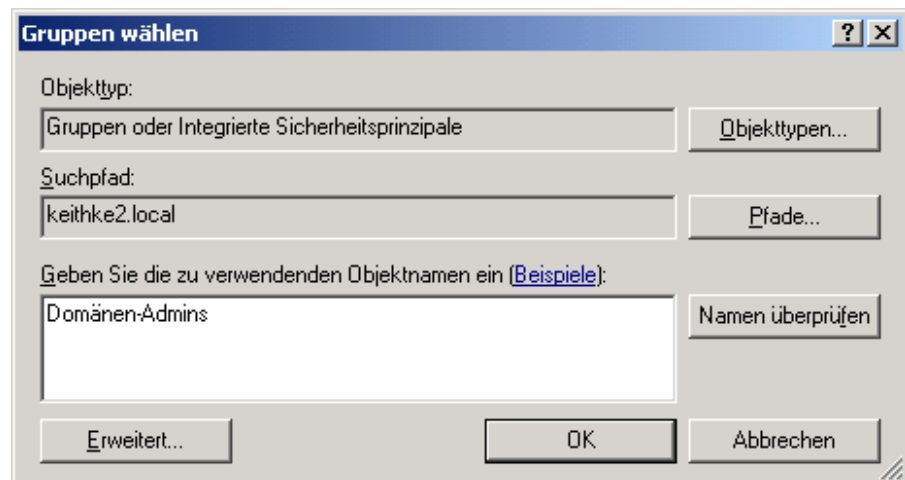 Gruppen wählen
Objekttyp:
Gruppen oder Integrierte Sicherheitsprinzipale
Objekttypen...
Suchpfad:
keithke2.local
Pfade...
Geben Sie die zu verwendenden Objektnamen ein (Beispiele):
Domänen-Admins
Namen überprüfen
Erweitert...
OK
Abbrechen